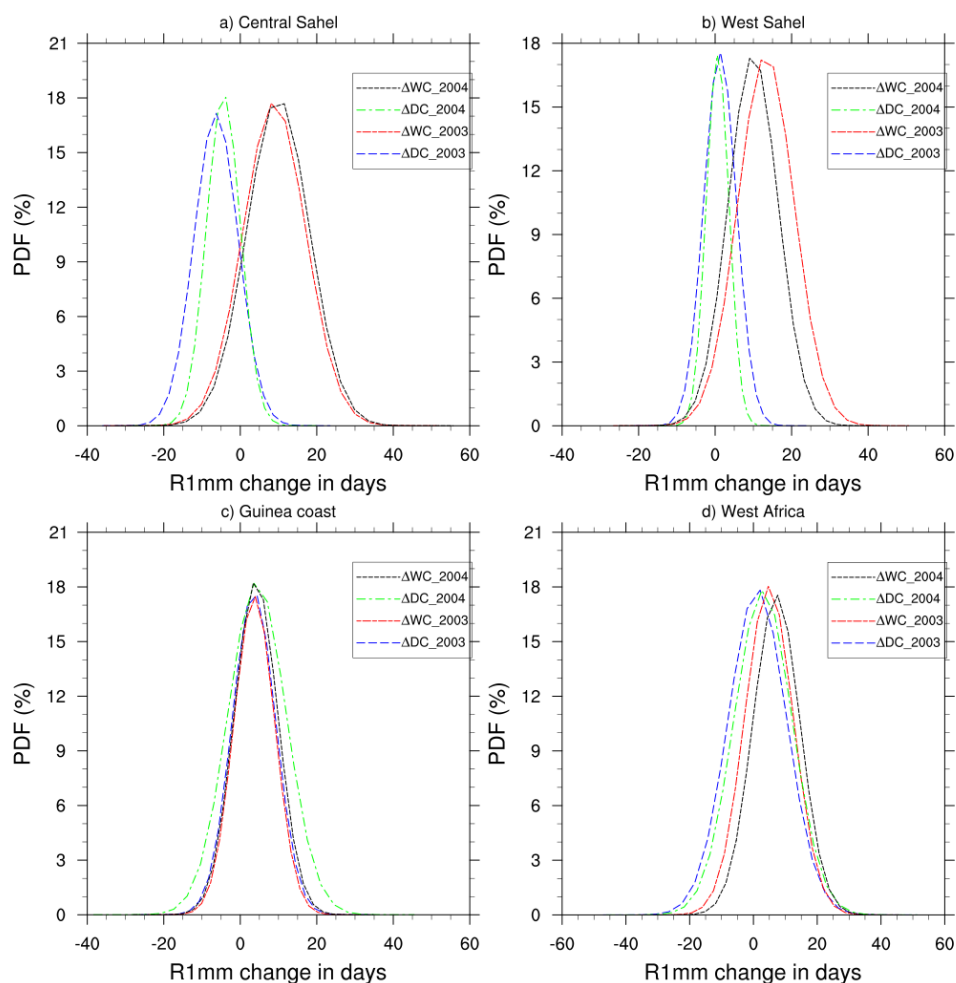 a) Central Sahel
21
18
15
12
9
6
3
0
PDF (%)
ΔWC_2004
ΔDC_2004
ΔWC_2003
ΔDC_2003
-40 -20 0 20 40 60
R1mm change in days
b) West Sahel
18
15
12
9
6
3
0
PDF (%)
ΔWC_2004
ΔDC_2004
ΔWC_2003
ΔDC_2003
-40 -20 0 20 40 60
R1mm change in days
c) Guinea coast
21
18
15
12
9
6
3
0
PDF (%)
ΔWC_2004
ΔDC_2004
ΔWC_2003
ΔDC_2003
-40 -20 0 20 40 60
R1mm change in days
d) West Africa
21
18
15
12
9
6
3
0
PDF (%)
ΔWC_2004
ΔDC_2004
ΔWC_2003
ΔDC_2003
-60 -40 -20 0 20 40 60
R1mm change in days